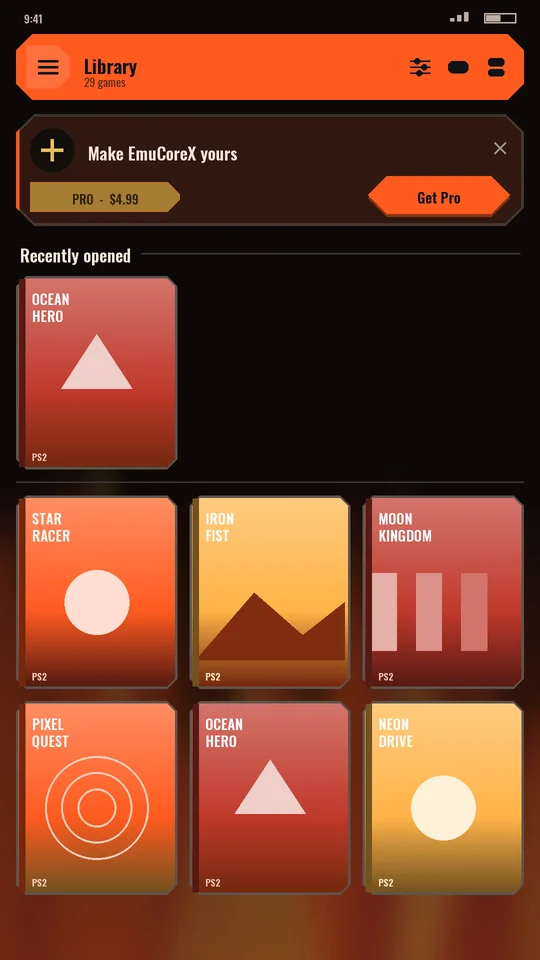 9:41
Library
29 games
Make EmuCoreX yours
PRO - $4.99
Get Pro
Recently opened
OCEAN
HERO
PS2
STAR
RACER
PS2
IRON
FIST
PS2
MOON
KINGDOM
PS2
PIXEL
QUEST
PS2
OCEAN
HERO
PS2
NEON
DRIVE
PS2